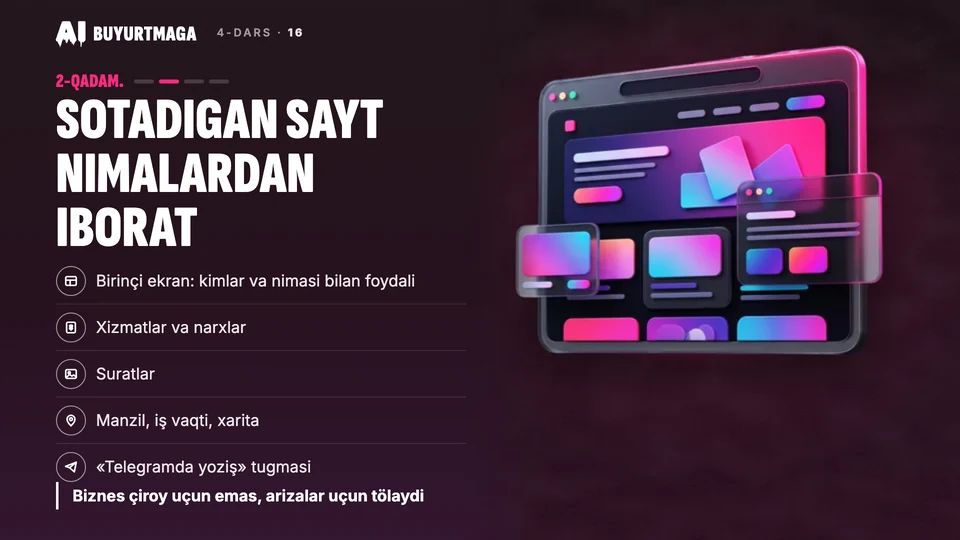 AI BUYURTMAGA 4-DARS · 16
2-QADAM.
SOTADIGAN SAYT
NIMALARDAN
IBORAT
Birinçi ekran: kimlar va nimasi bilan foydali
Xizmatlar va narxlar
Suratlar
Manzil, iş vaqti, xarita
«Telegramda yoziş» tugmasi
Biznes çiroy uçun emas, arizalar uçun tölaydi